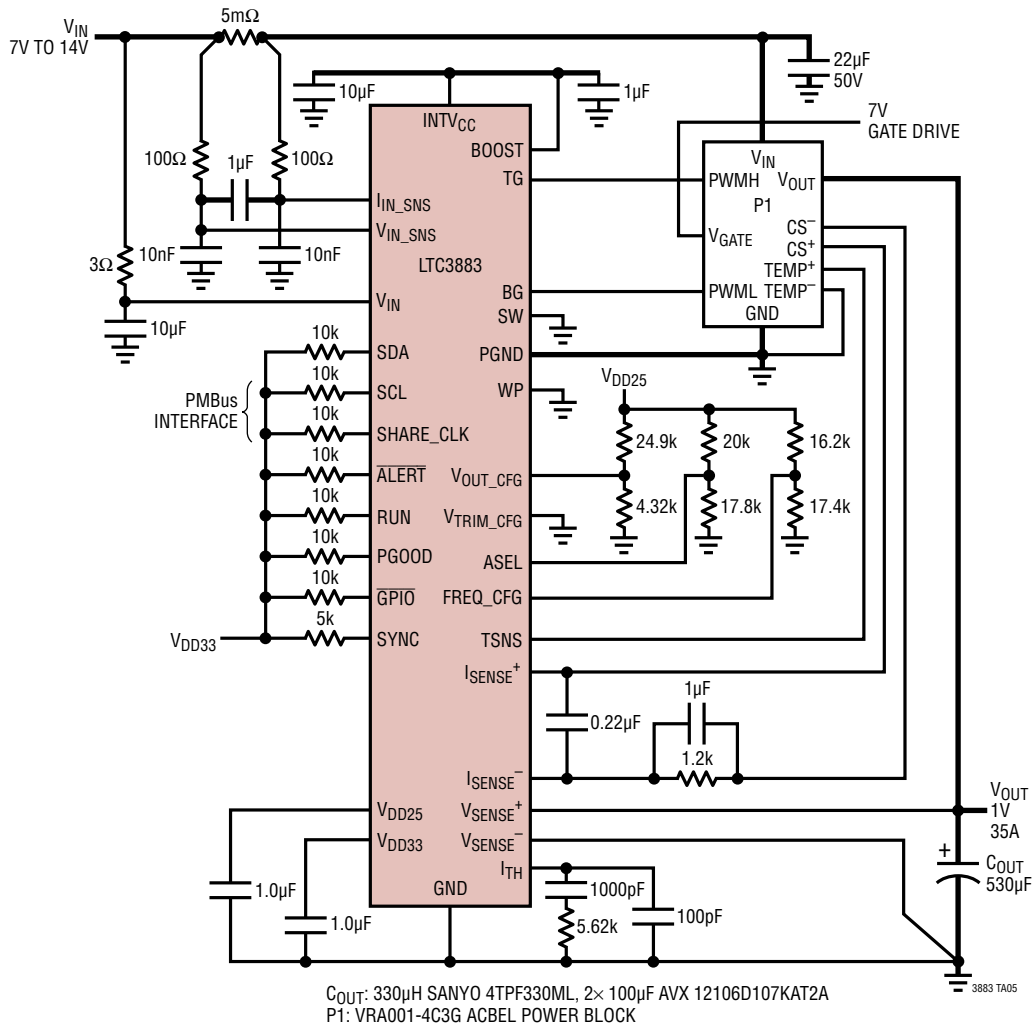 VIN
7V TO 14V
5mΩ
22µF
50V
10µF
1µF
INTVCC
BOOST
TG
7V
GATE DRIVE
100Ω
1µF
100Ω
IIN_SNS
VIN_SNS
10nF
10nF
LTC3883
3Ω
VIN
10µF
VIN
PWMH
VOUT
P1
CS−
VGATE
CS+
TEMP+
PWML
TEMP−
GND
BG
SW
PGND
WP
10k
SDA
10k
SCL
PMBus
INTERFACE
10k
SHARE_CLK
10k
ALERT
10k
RUN
10k
PGOOD
10k
GPIO
5k
VDD33
SYNC
VDD25
24.9k
20k
16.2k
VOUT_CFG
4.32k
17.8k
17.4k
VTRIM_CFG
ASEL
FREQ_CFG
TSNS
ISENSE+
0.22µF
1µF
1.2k
ISENSE−
VDD25
VSENSE+
VOUT
1V
35A
VDD33
VSENSE−
ITH
+
COUT
530µF
1.0µF
1.0µF
GND
1000pF
5.62k
100pF
3883 TA05
COUT: 330µH SANYO 4TPF330ML, 2× 100µF AVX 12106D107KAT2A
P1: VRA001-4C3G ACBEL POWER BLOCK